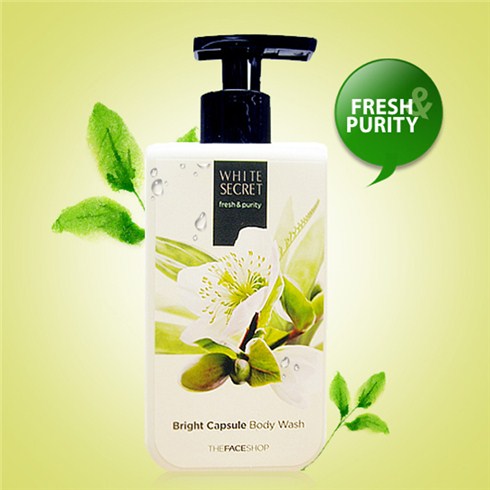 FRESH &
PURITY
WHITE
SECRET
fresh & purity
Bright Capsule Body Wash
THEFACESHOP